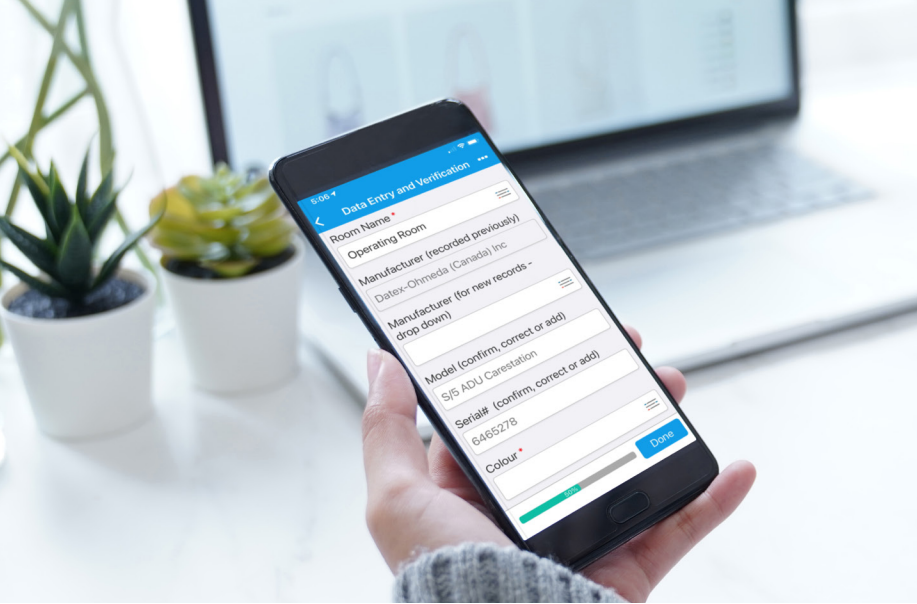 5:06
Data Entry and Verification
Room Name *
Operating Room
Manufacturer (recorded previously)
Datex-Ohmeda (Canada) Inc
Manufacturer (for new records -
drop down)
Model (confirm, correct or add)
S/5 ADU Carestation
Serial# (confirm, correct or add)
6465278
Colour *
50%
Done